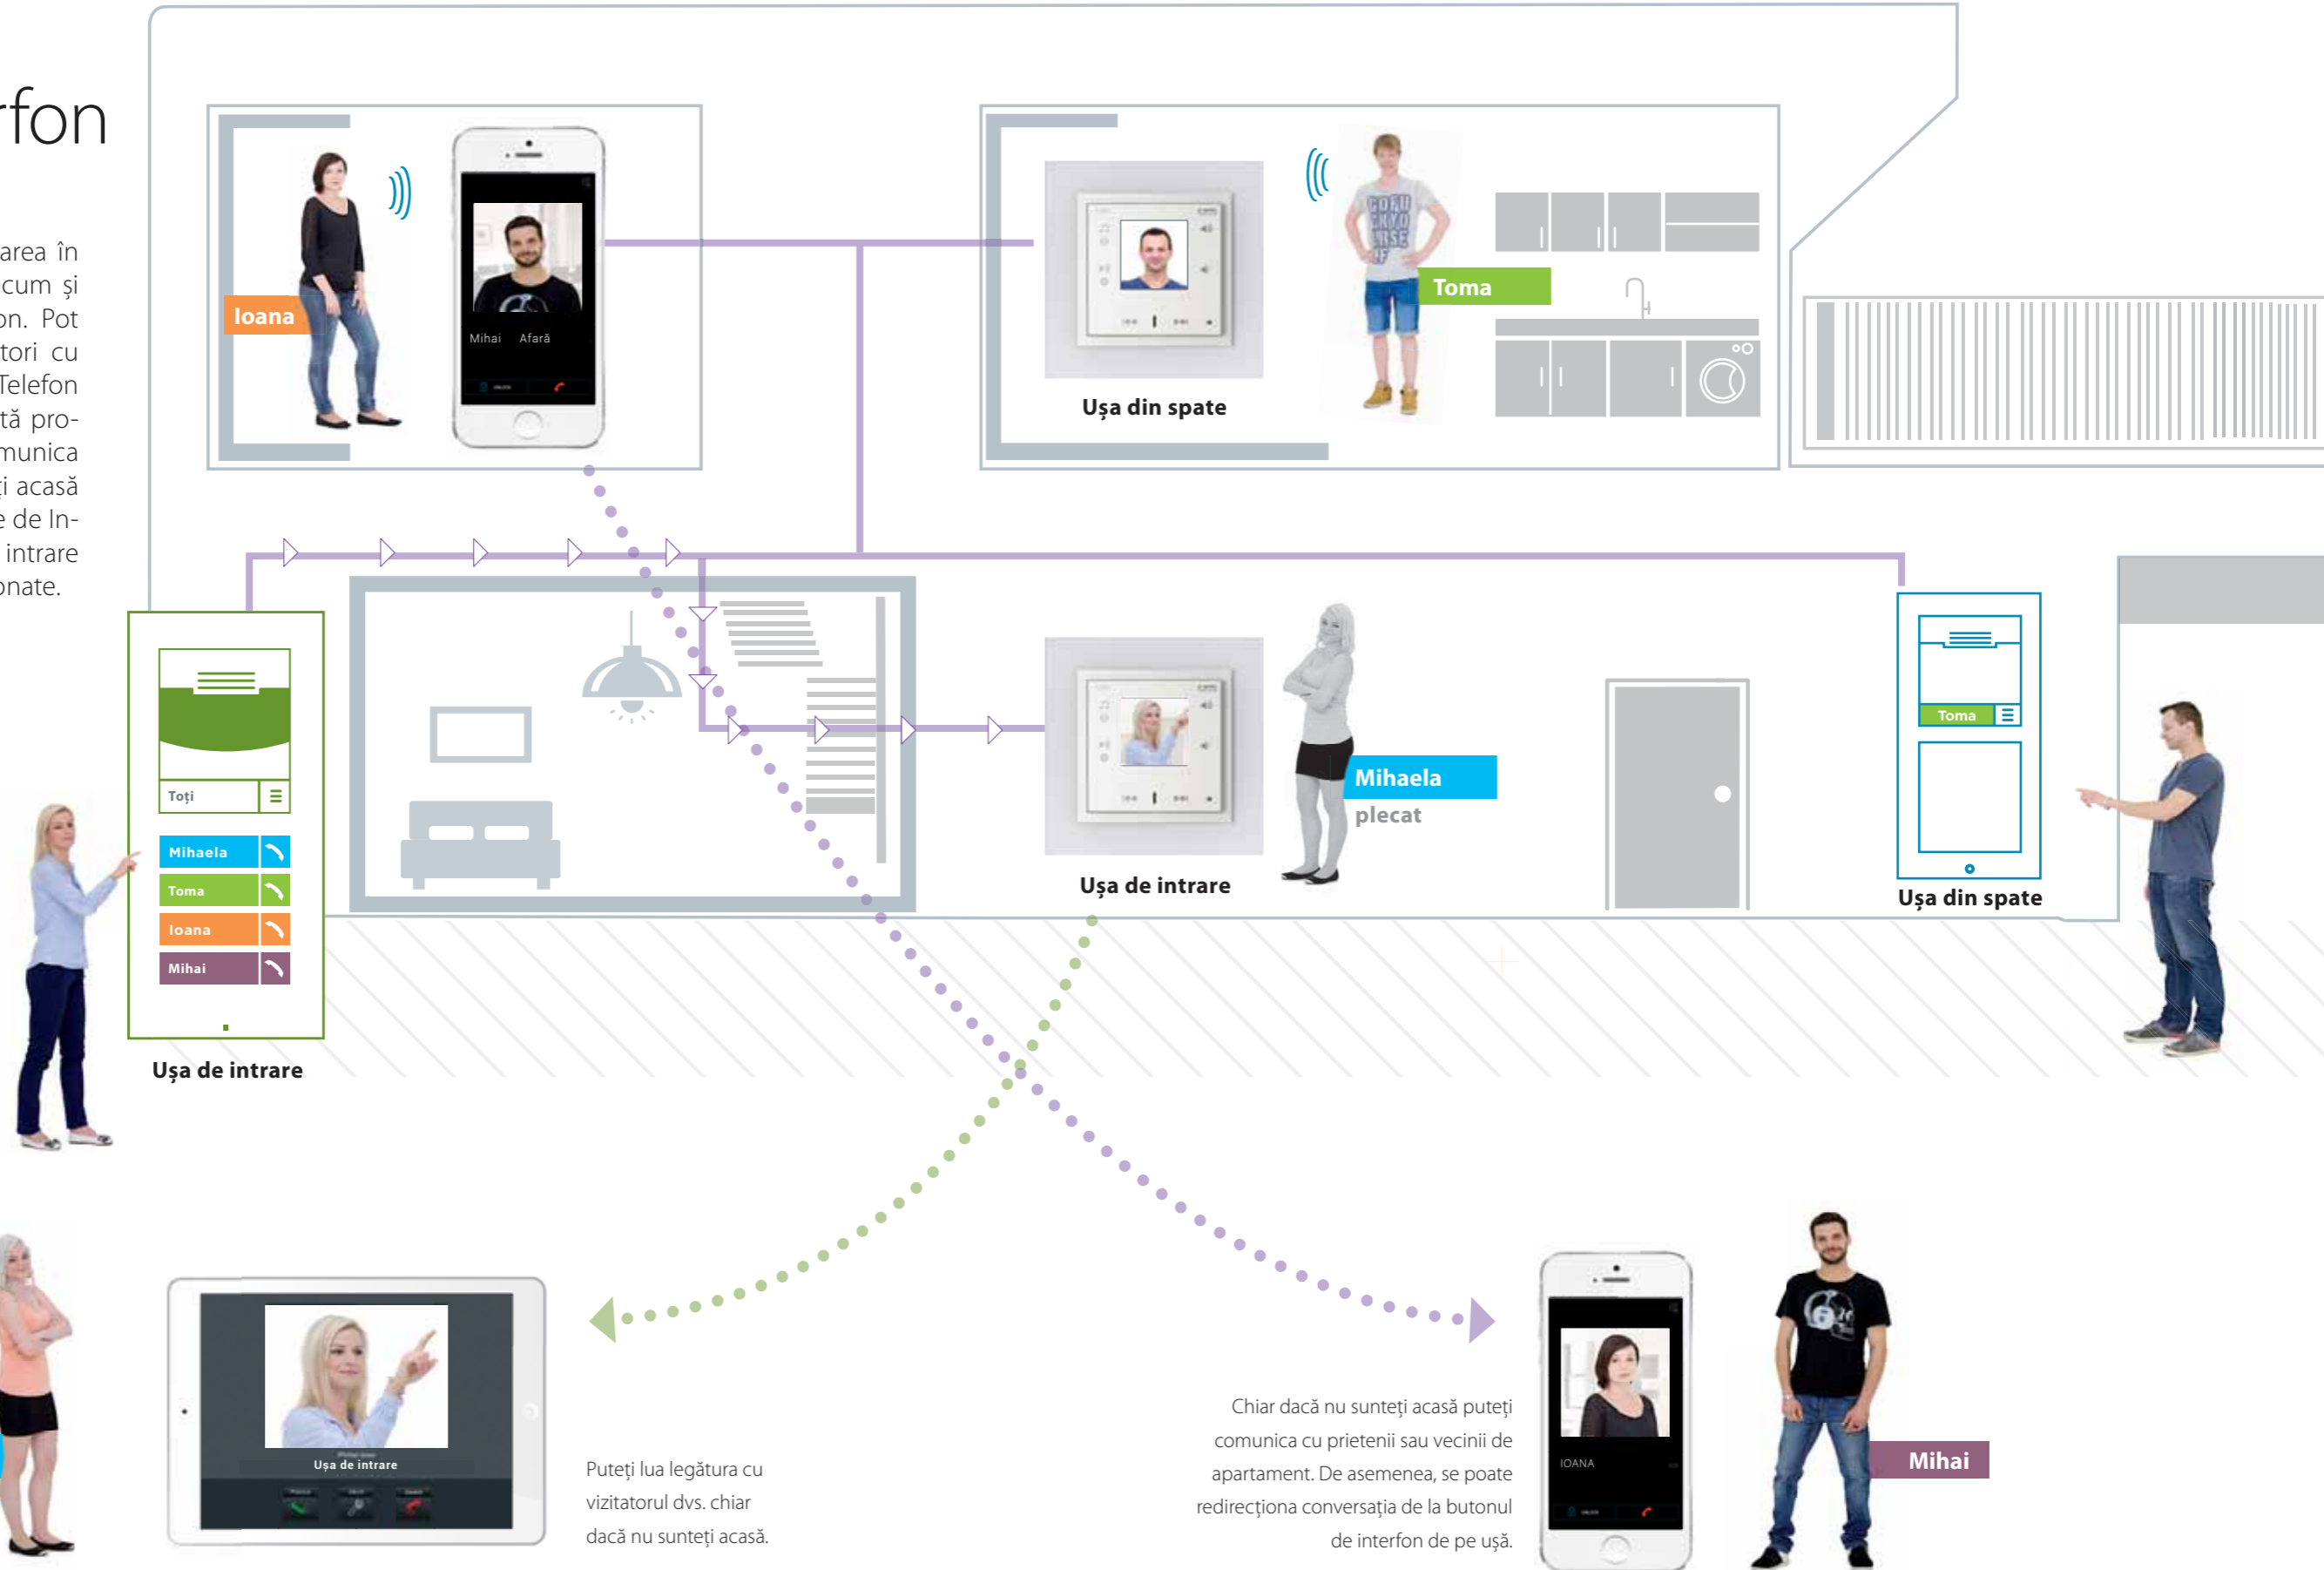 rfon
area în
cum și
on. Pot
tori cu
Telefon
tă pro-
munica
ți acasă
e de In-
intrare
onate.
Ioana
Mihai Afară
UNLOCK
Ușa din spate
Toma
Toți
Mihaela
Toma
Ioana
Mihai
Ușa de intrare
Ușa de intrare
Mihaela
plecat
Toma
Ușa din spate
Ușa de intrare
Puteți lua legătura cu
vizitatorul dvs. chiar
dacă nu sunteți acasă.
Chiar dacă nu sunteți acasă puteți
comunica cu prietenii sau vecinii de
apartament. De asemenea, se poate
redirecționa conversația de la butonul
de interfon de pe ușă.
IOANA
UNLOCK
Mihai